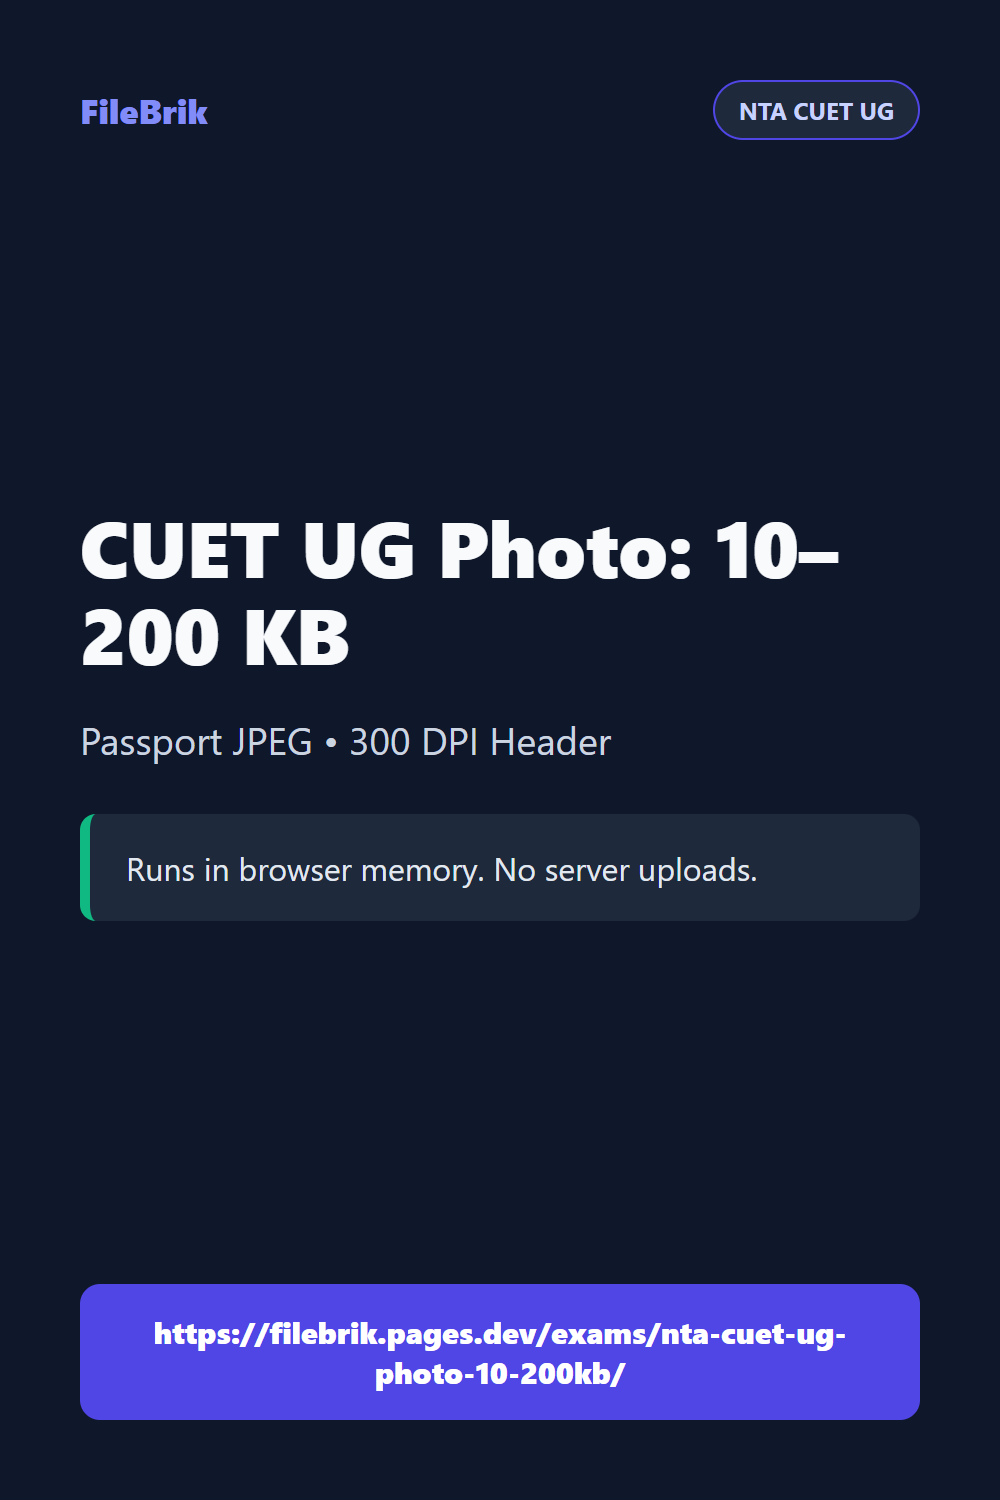 FileBrik
NTA CUET UG
CUET UG Photo: 10–
200 KB
Passport JPEG • 300 DPI Header
Runs in browser memory. No server uploads.
https://filebrik.pages.dev/exams/nta-cuet-ug-
photo-10-200kb/